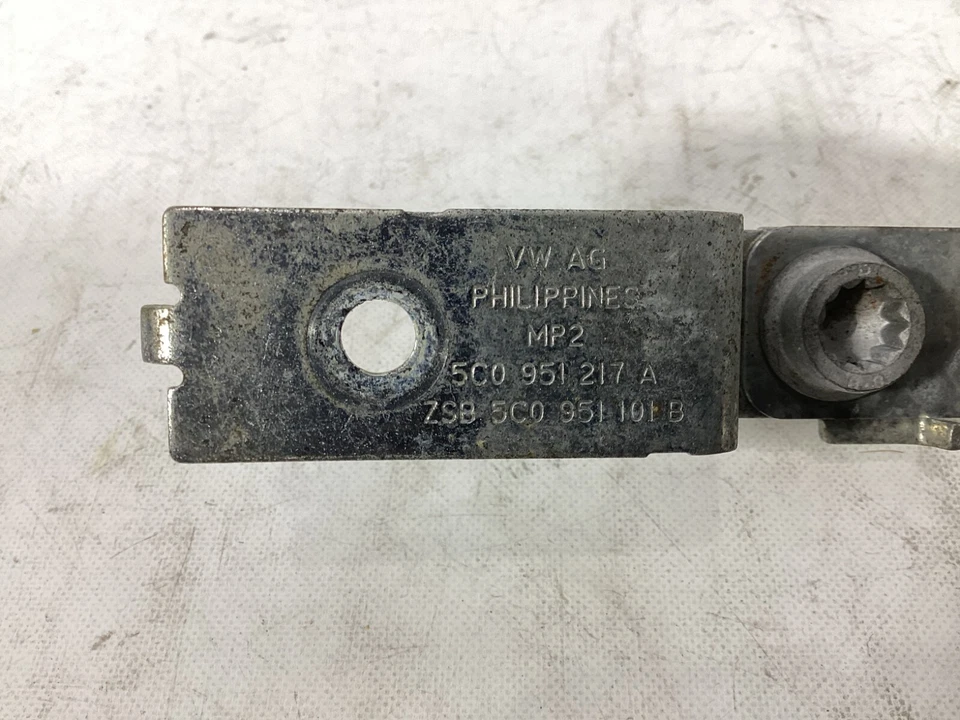 VW AG
PHILIPPINES
MP2
5C0 951 217 A
ZSB 5C0 951 101 B